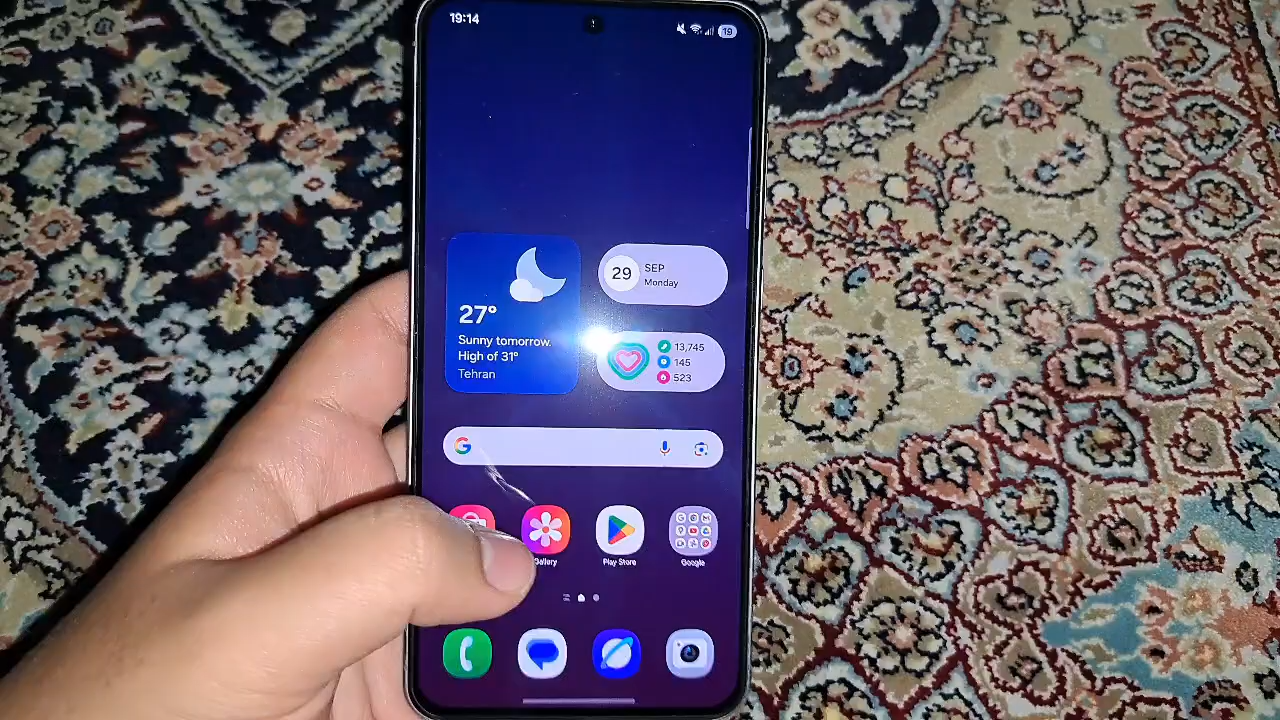 19:14
19
27°
Sunny tomorrow.
High of 31°
Tehran
29
SEP
Monday
13,745
145
523
Gallery
Play Store
Google